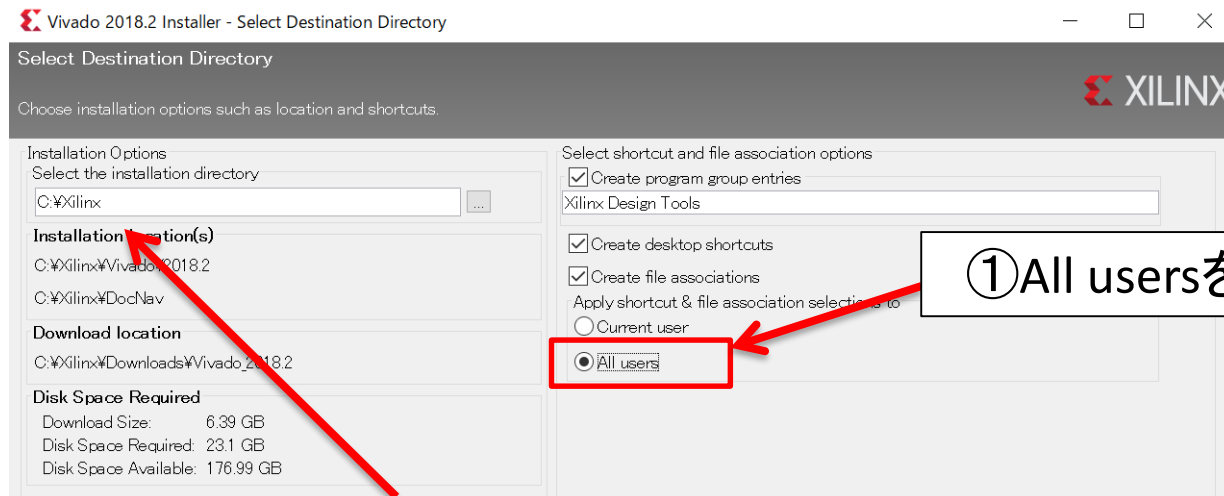 Vivado 2018.2 Installer - Select Destination Directory
Select Destination Directory
Choose installation options such as location and shortcuts.
XILINX
Installation Options
Select the installation directory
C:¥Xilinx
...
Installation Location(s)
C:¥Xilinx¥Vivado¥2018.2
C:¥Xilinx¥DocNav
Download location
C:¥Xilinx¥Downloads¥Vivado_2018.2
Disk Space Required
Download Size: 6.39 GB
Disk Space Required: 23.1 GB
Disk Space Available: 176.99 GB
Select shortcut and file association options
Create program group entries
Xilinx Design Tools
Create desktop shortcuts
Create file associations
Apply shortcut & file association selections to
Current user
All users
①All usersを